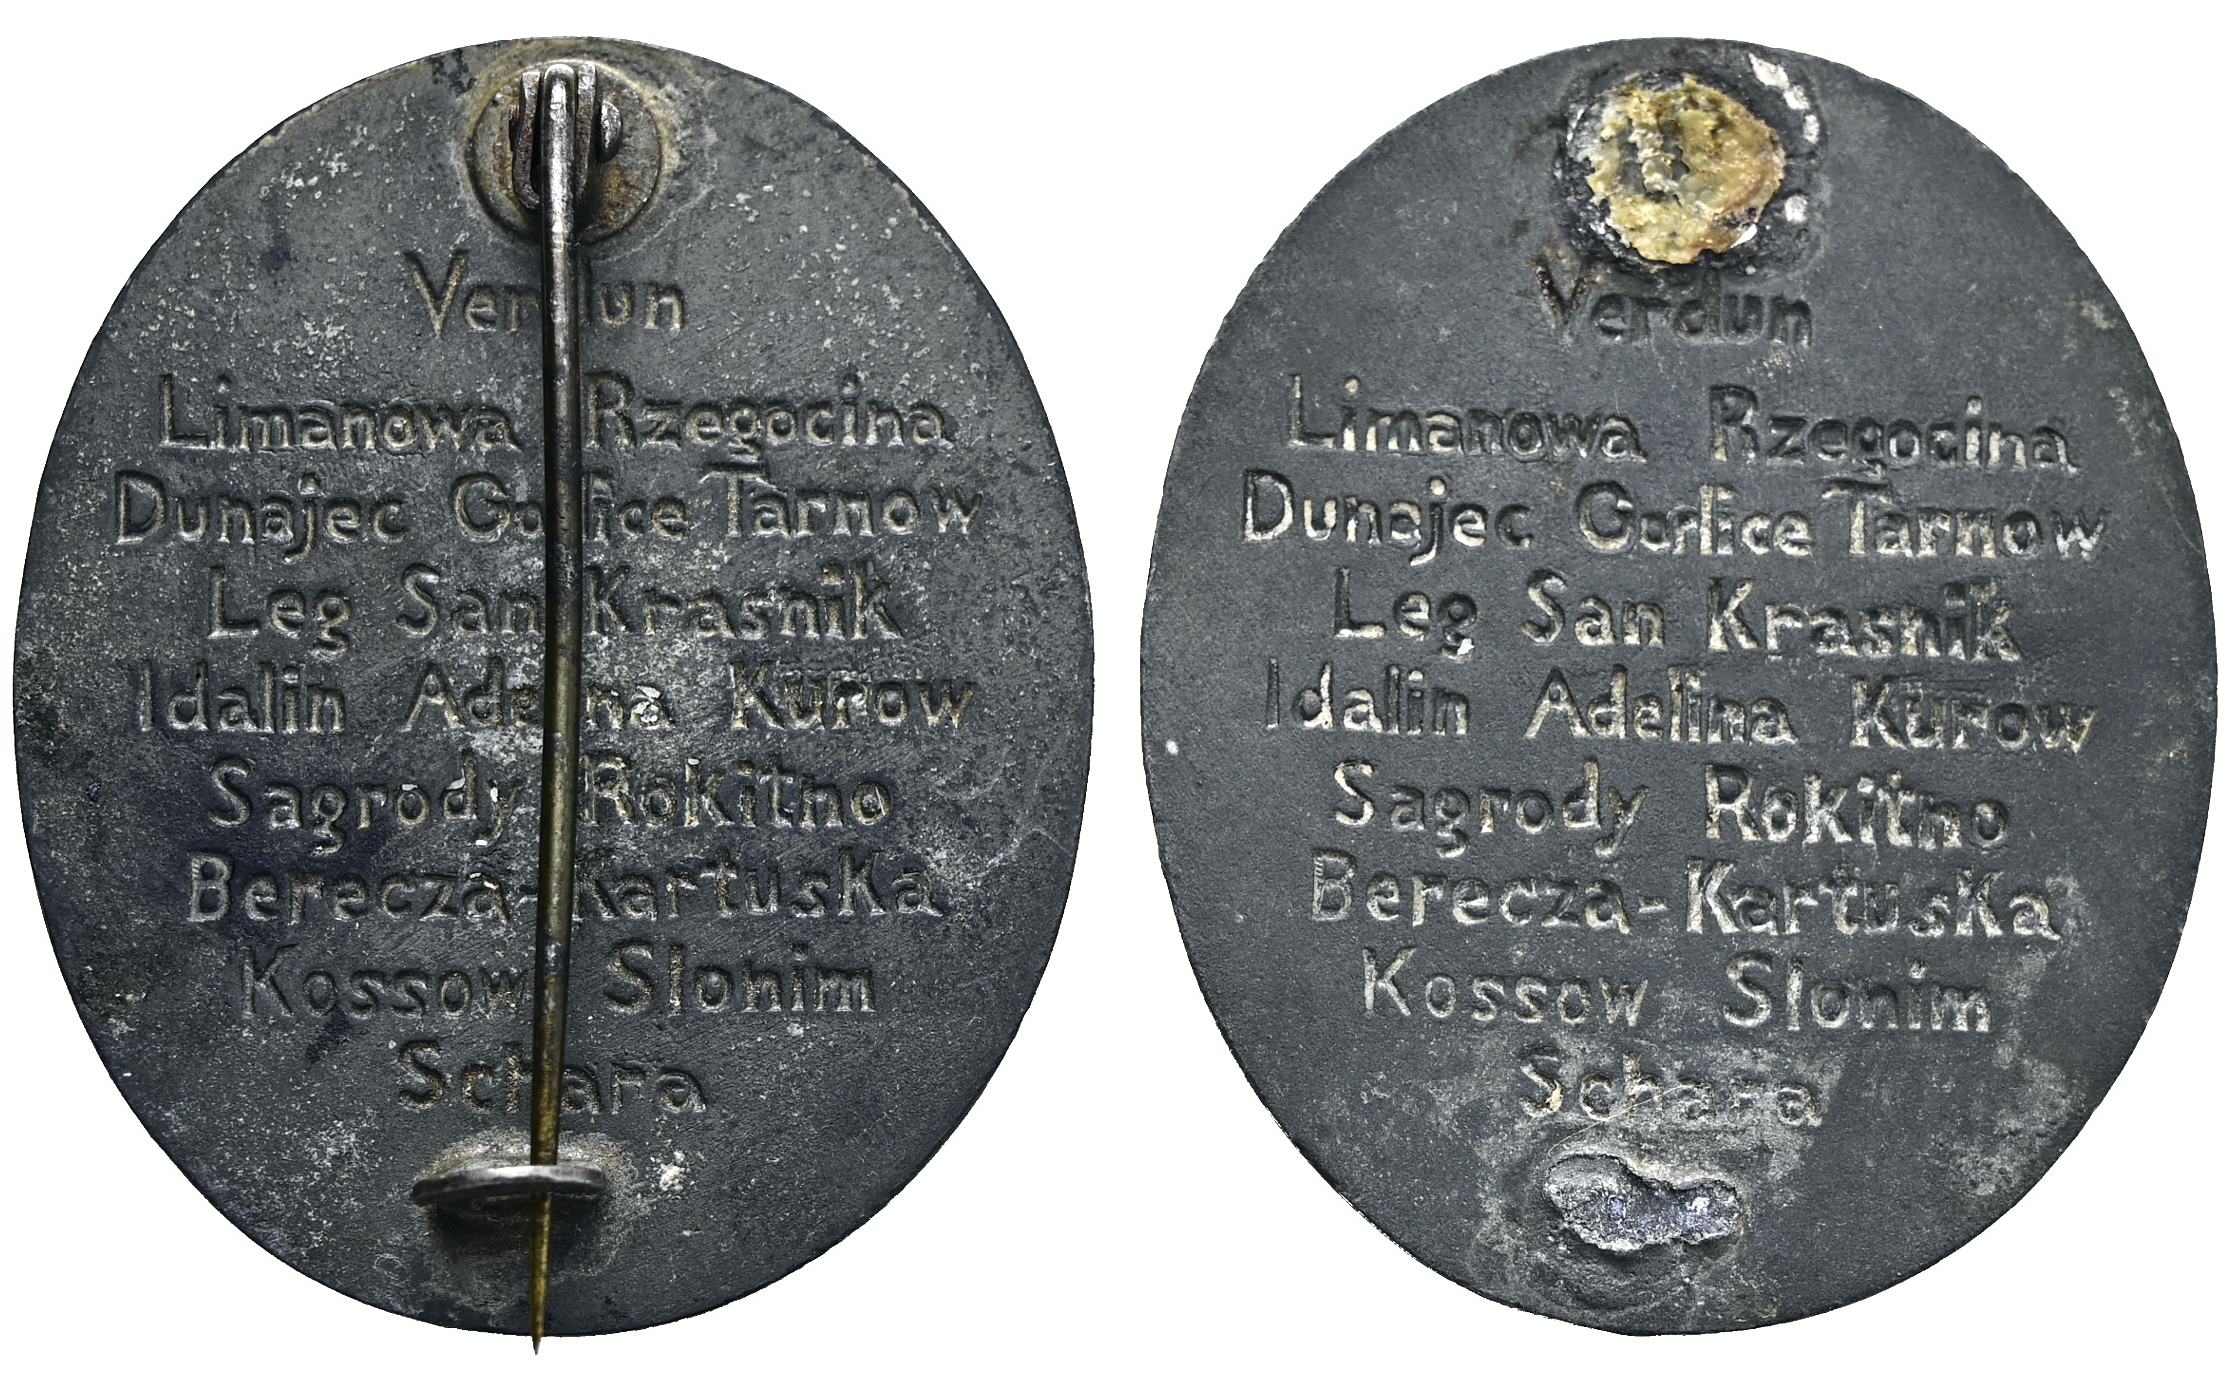 Verdun
Limanowa Rzegocina
Dunajec Gorlice Tarnow
Leg San Krasnik
Idalin Adelina Kurow
Sagrody Rokitno
Berecza-Kartuska
Kossow Slonim
Schara
Verdun
Limanowa Rzegocina
Dunajec Gorlice Tarnow
Leg San Krasnik
Idalin Adelina Kurow
Sagrody Rokitno
Berecza-Kartuska
Kossow Slonim
Schara